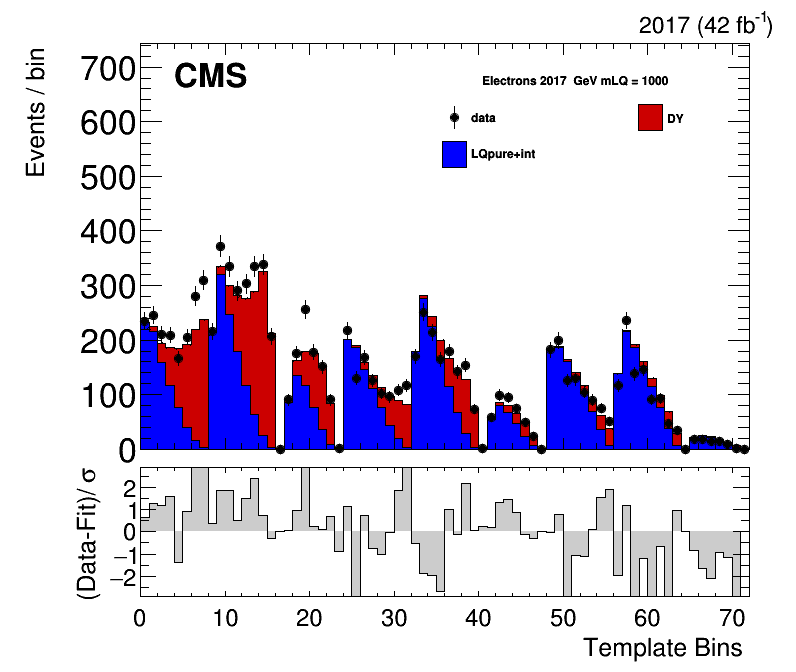 2017 (42 fb-1)
CMS
Electrons 2017 GeV mLQ = 1000
data
DY
LQpure+int
Events / bin
700
600
500
400
300
200
100
0
(Data-Fit)/ σ
2
1
0
−1
−2
0 10 20 30 40 50 60 70
Template Bins